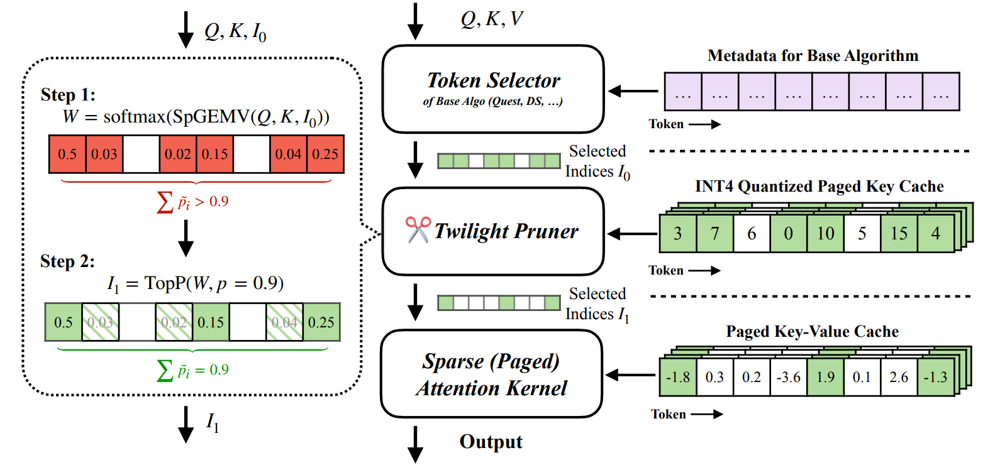 Q, K, I₀
Step 1:
W = softmax(SpGEMV(Q, K, I₀))
0.5 0.03 0.02 0.15 0.04 0.25
∑ p̃ᵢ > 0.9
Step 2:
I₁ = TopP(W, p = 0.9)
0.5 0.03 0.02 0.15 0.04 0.25
∑ p̃ᵢ = 0.9
I₁
Q, K, V
Token Selector
of Base Algo (Quest, DS, …)
Selected
Indices I₀
Twilight Pruner
Selected
Indices I₁
Sparse (Paged)
Attention Kernel
Output
Metadata for Base Algorithm
… … … … … … … …
Token
INT4 Quantized Paged Key Cache
3 7 6 0 10 5 15 4
Token
Paged Key-Value Cache
-1.8 0.3 0.2 -3.6 1.9 0.1 2.6 -1.3
Token